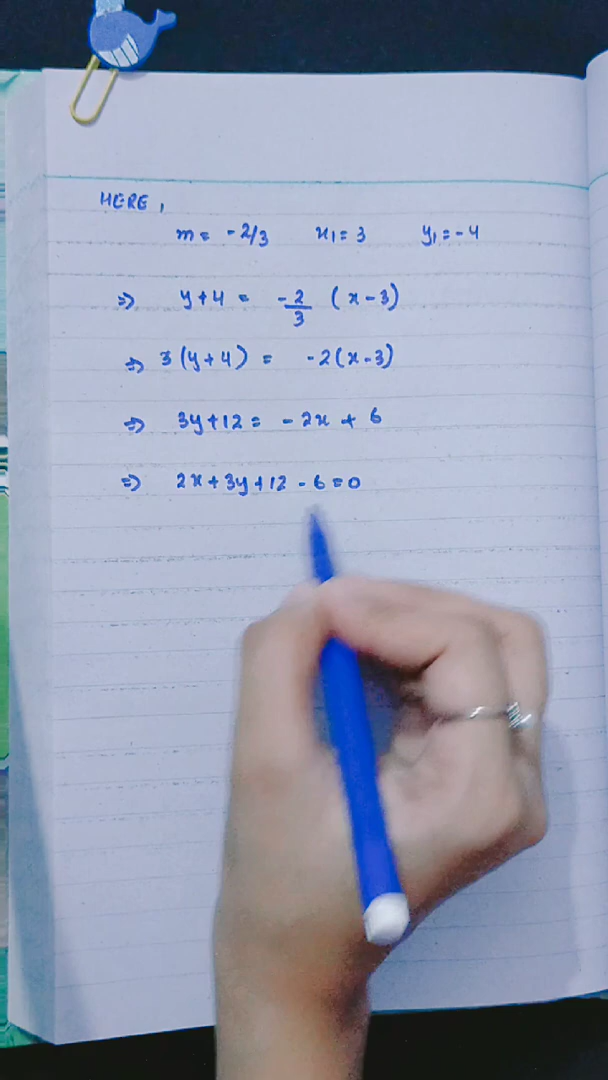 HERE,
m = -2/3 x₁ = 3 y₁ = -4
⇒ y + 4 = -2/3 (x - 3)
⇒ 3(y + 4) = -2(x - 3)
⇒ 3y + 12 = -2x + 6
⇒ 2x + 3y + 12 - 6 = 0